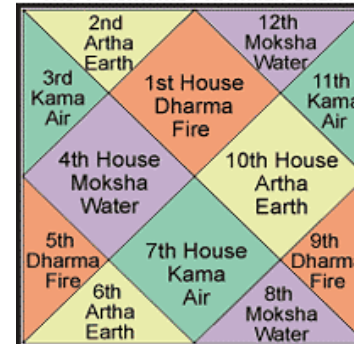 2nd
Artha
Earth
12th
Moksha
Water
3rd
Kama
Air
1st House
Dharma
Fire
11th
Kama
Air
4th House
Moksha
Water
10th House
Artha
Earth
5th
Dharma
Fire
7th House
Kama
Air
9th
Dharma
Fire
6th
Artha
Earth
8th
Moksha
Water